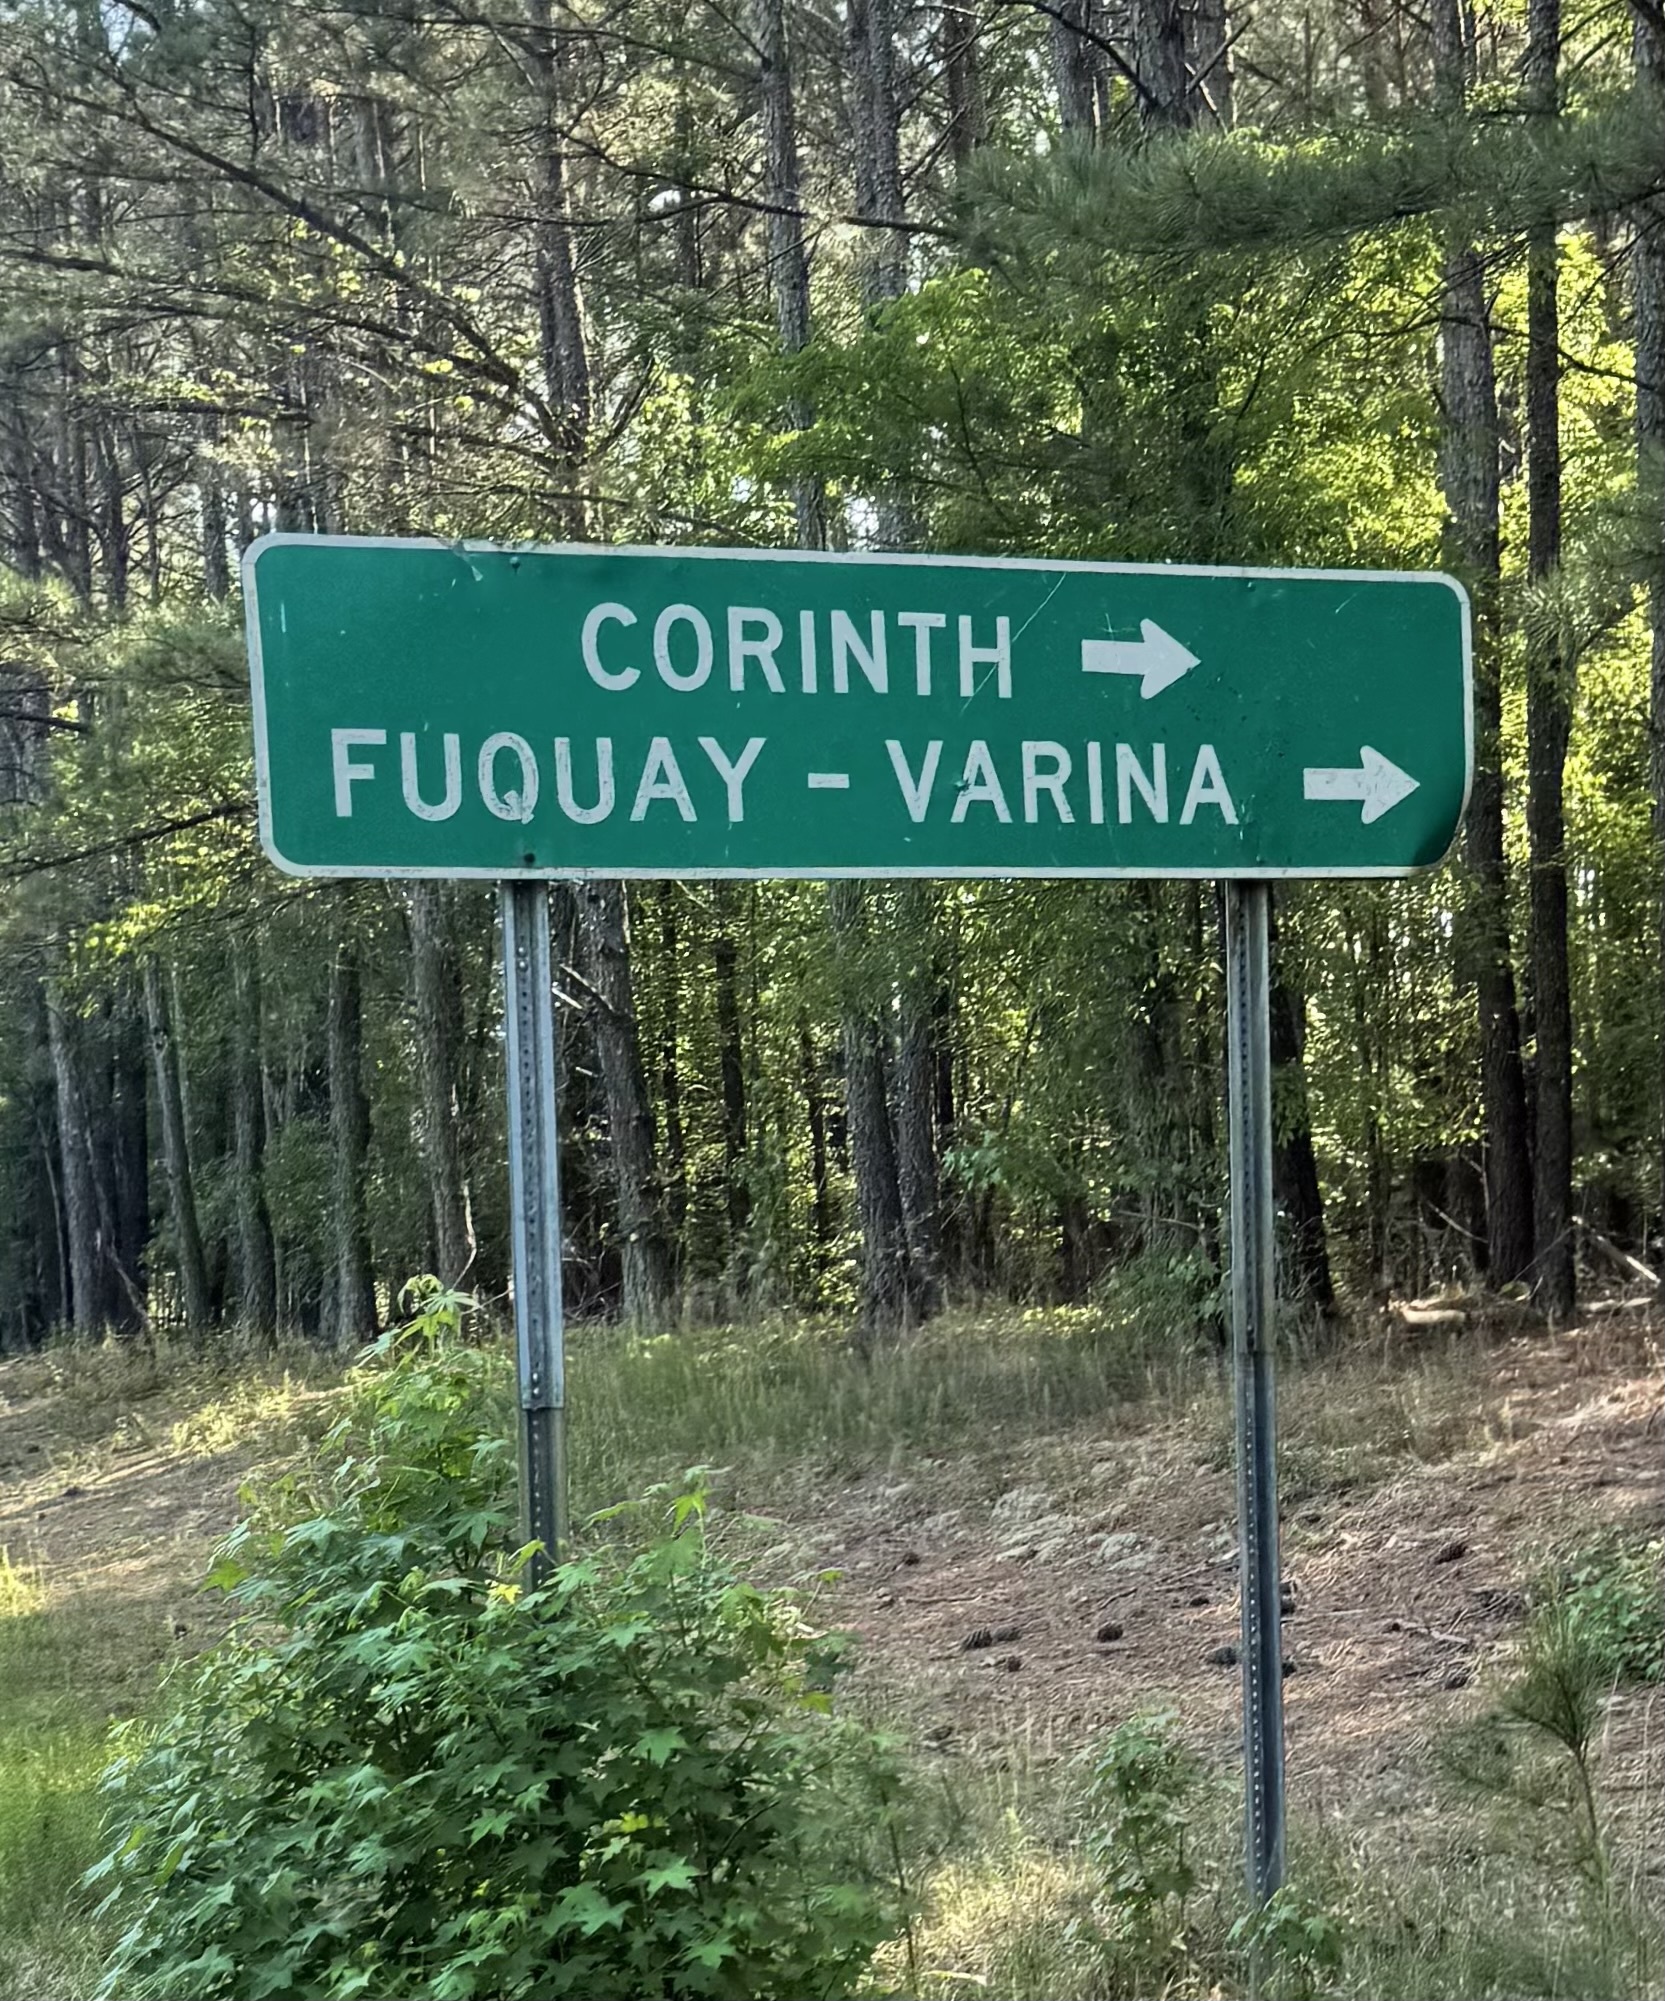 CORINTH →
FUQUAY - VARINA →